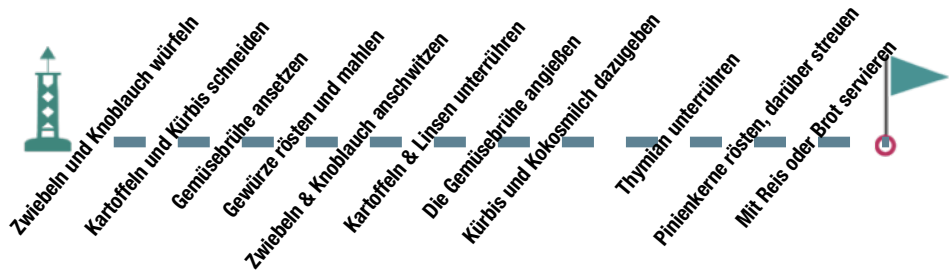 Zwiebeln und Knoblauch würfeln
Kartoffeln und Kürbis schneiden
Gemüsebrühe ansetzen
Gewürze rösten und mahlen
Zwiebeln & Knoblauch anschwitzen
Kartoffeln & Linsen unterrühren
Die Gemüsebrühe angießen
Kürbis und Kokosmilch dazugeben
Thymian unterrühren
Pinienkerne rösten, darüber streuen
Mit Reis oder Brot servieren